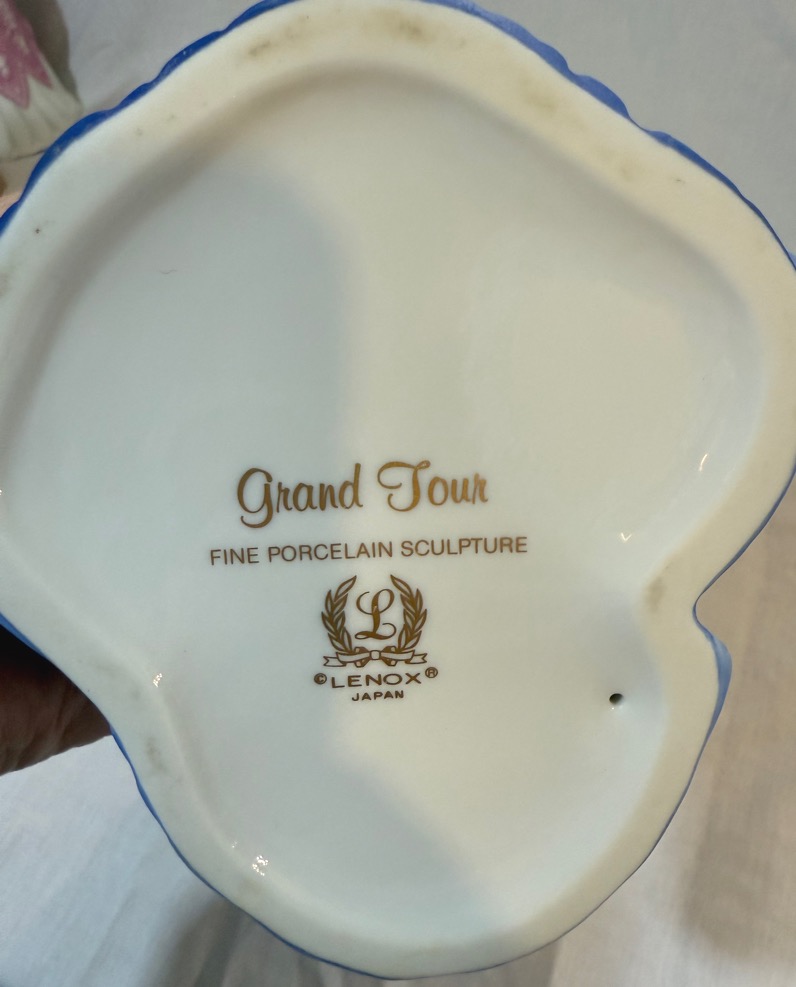 Grand Tour
FINE PORCELAIN SCULPTURE
L
©LENOX®
JAPAN